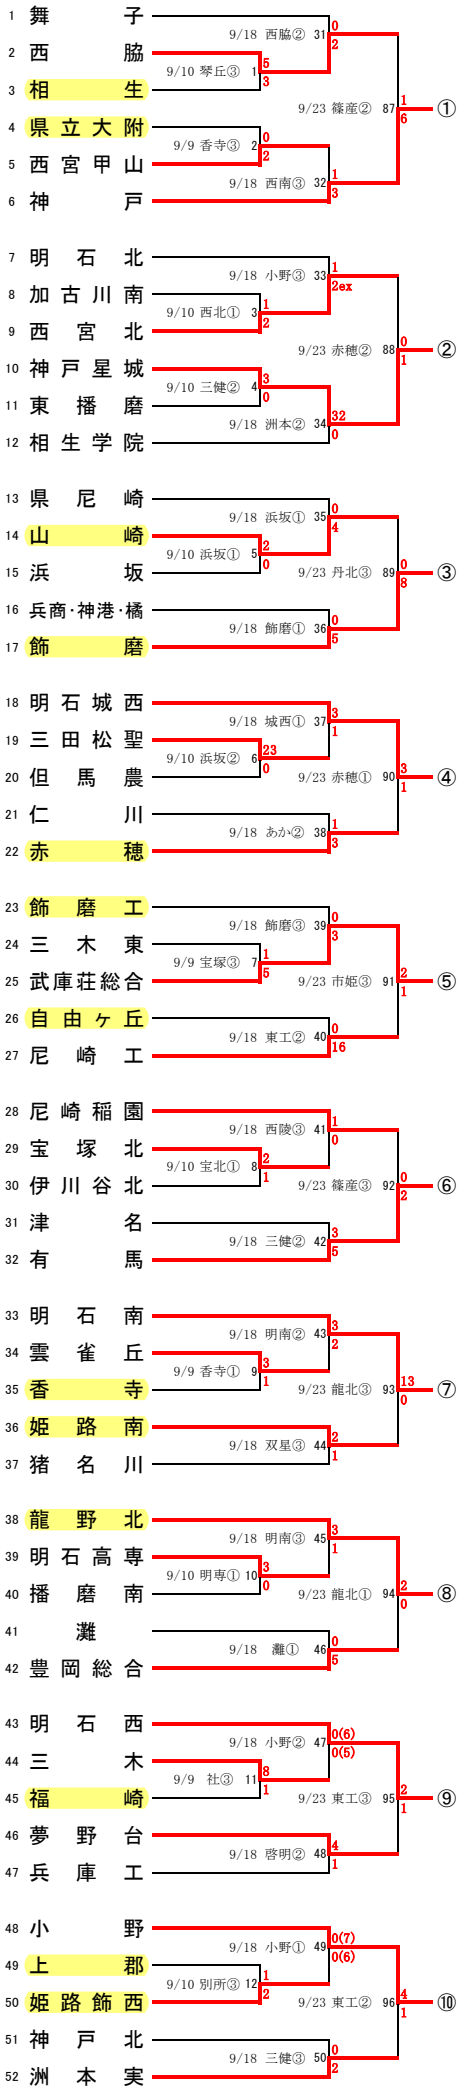 1 舞子
9/18 西脇② 31 0
2 西脇 2
9/10 琴丘③ 1 5
3 相生 3
9/23 篠産② 87 1 ①
6
4 県立大附
9/9 香寺③ 2 0
5 西宮甲山 2
9/18 西南③ 32 1
6 神戸 3
7 明石北
9/18 小野③ 33 1
8 加古川南 2ex
9/10 西北① 3 1
9 西宮北 2
9/23 赤穂② 88 0 ②
1
10 神戸星城
9/10 三健② 4 3
11 東播磨 0
9/18 洲本② 34 32
12 相生学院 0
13 県尼崎
9/18 浜坂① 35 0
14 山崎 4
9/10 浜坂① 5 2
15 浜坂 0
9/23 丹北③ 89 0 ③
8
16 兵商・神港・橘
9/18 飾磨① 36 0
17 飾磨 5
18 明石城西
9/18 城西① 37 3
19 三田松聖 1
9/10 浜坂② 6 23
20 但馬農 0
9/23 赤穂① 90 3 ④
1
21 仁川
9/18 あか② 38 1
22 赤穂 3
23 飾磨工
9/18 飾磨③ 39 0
24 三木東 3
9/9 宝塚③ 7 1
25 武庫荘総合 5
9/23 市姫③ 91 2 ⑤
1
26 自由ヶ丘
9/18 東工② 40 0
27 尼崎工 16
28 尼崎稲園
9/18 西陵③ 41 1
29 宝塚北 0
9/10 宝北① 8 2
30 伊川谷北 1
9/23 篠産③ 92 0 ⑥
2
31 津名
9/18 三健② 42 3
32 有馬 5
33 明石南
9/18 明南② 43 3
34 雲雀丘 2
9/9 香寺① 9 3
35 香寺 1
9/23 龍北③ 93 13 ⑦
0
36 姫路南
9/18 双星③ 44 2
37 猪名川 1
38 龍野北
9/18 明南③ 45 3
39 明石高専 1
9/10 明専① 10 3
40 播磨南 0
9/23 龍北① 94 2 ⑧
0
41 灘
9/18 灘① 46 0
42 豊岡総合 5
43 明石西
9/18 小野② 47 0(6)
44 三木 0(5)
9/9 社③ 11 8
45 福崎 1
9/23 東工③ 95 2 ⑨
1
46 夢野台
9/18 啓明② 48 4
47 兵庫工 1
48 小野
9/18 小野① 49 0(7)
49 上郡 0(6)
9/10 別所③ 12 1
50 姫路飾西 2
9/23 東工② 96 4 ⑩
1
51 神戸北
9/18 三健③ 50 0
52 洲本実 2